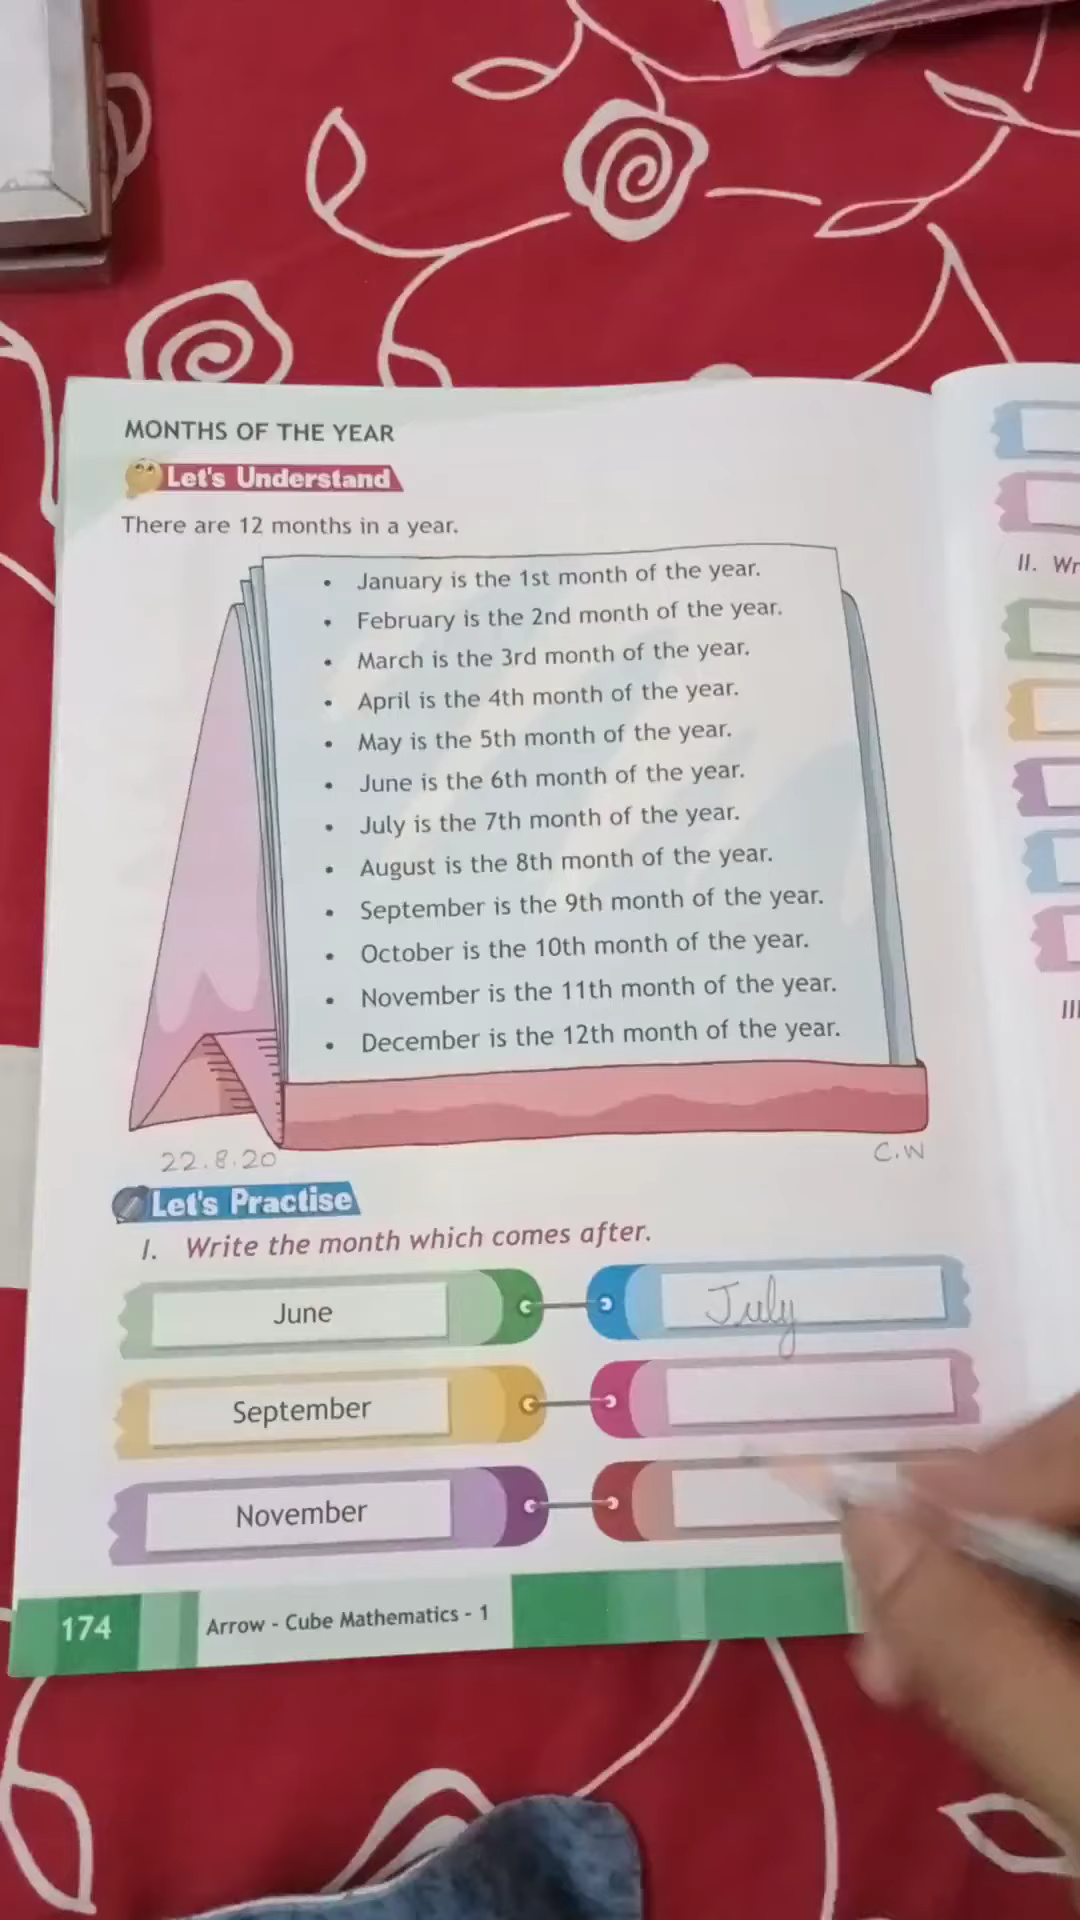 MONTHS OF THE YEAR
Let's Understand
There are 12 months in a year.
• January is the 1st month of the year.
• February is the 2nd month of the year.
• March is the 3rd month of the year.
• April is the 4th month of the year.
• May is the 5th month of the year.
• June is the 6th month of the year.
• July is the 7th month of the year.
• August is the 8th month of the year.
• September is the 9th month of the year.
• October is the 10th month of the year.
• November is the 11th month of the year.
• December is the 12th month of the year.
22.8.20 C.W
Let's Practise
I. Write the month which comes after.
June July
September
November
174 Arrow - Cube Mathematics - 1
II.
III